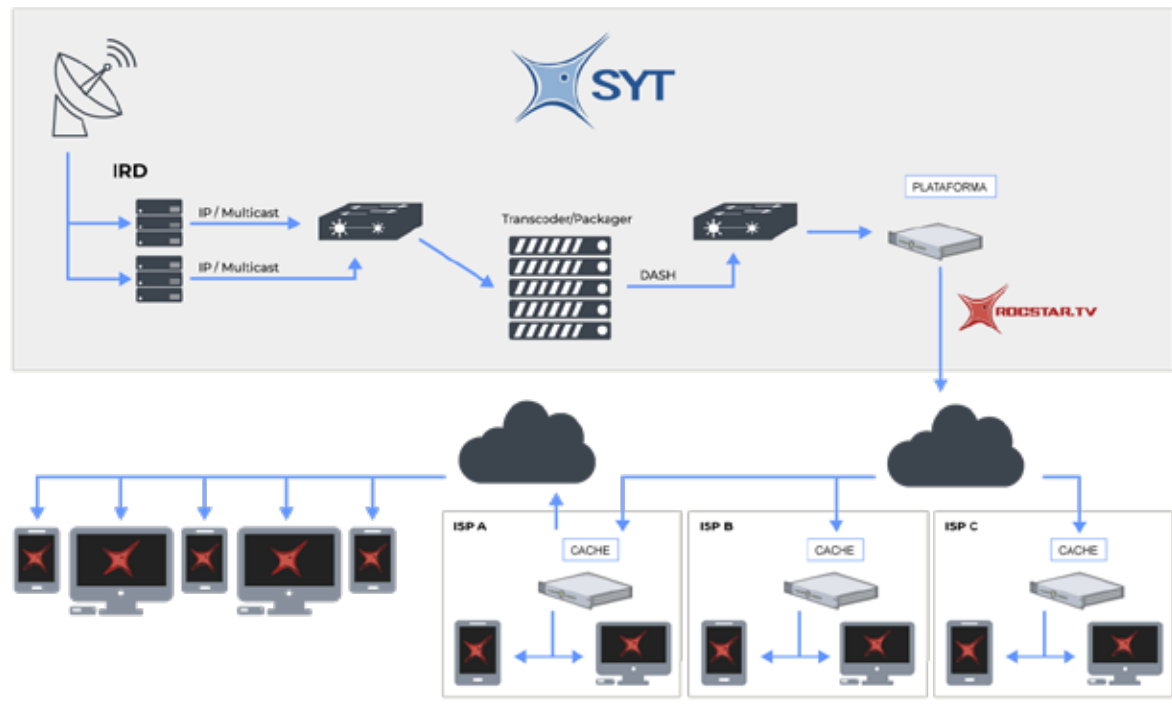 SYT
IRD
IP / Multicast
IP / Multicast
Transcoder/Packager
DASH
PLATAFORMA
ROCSTAR.TV
ISP A
CACHE
ISP B
CACHE
ISP C
CACHE